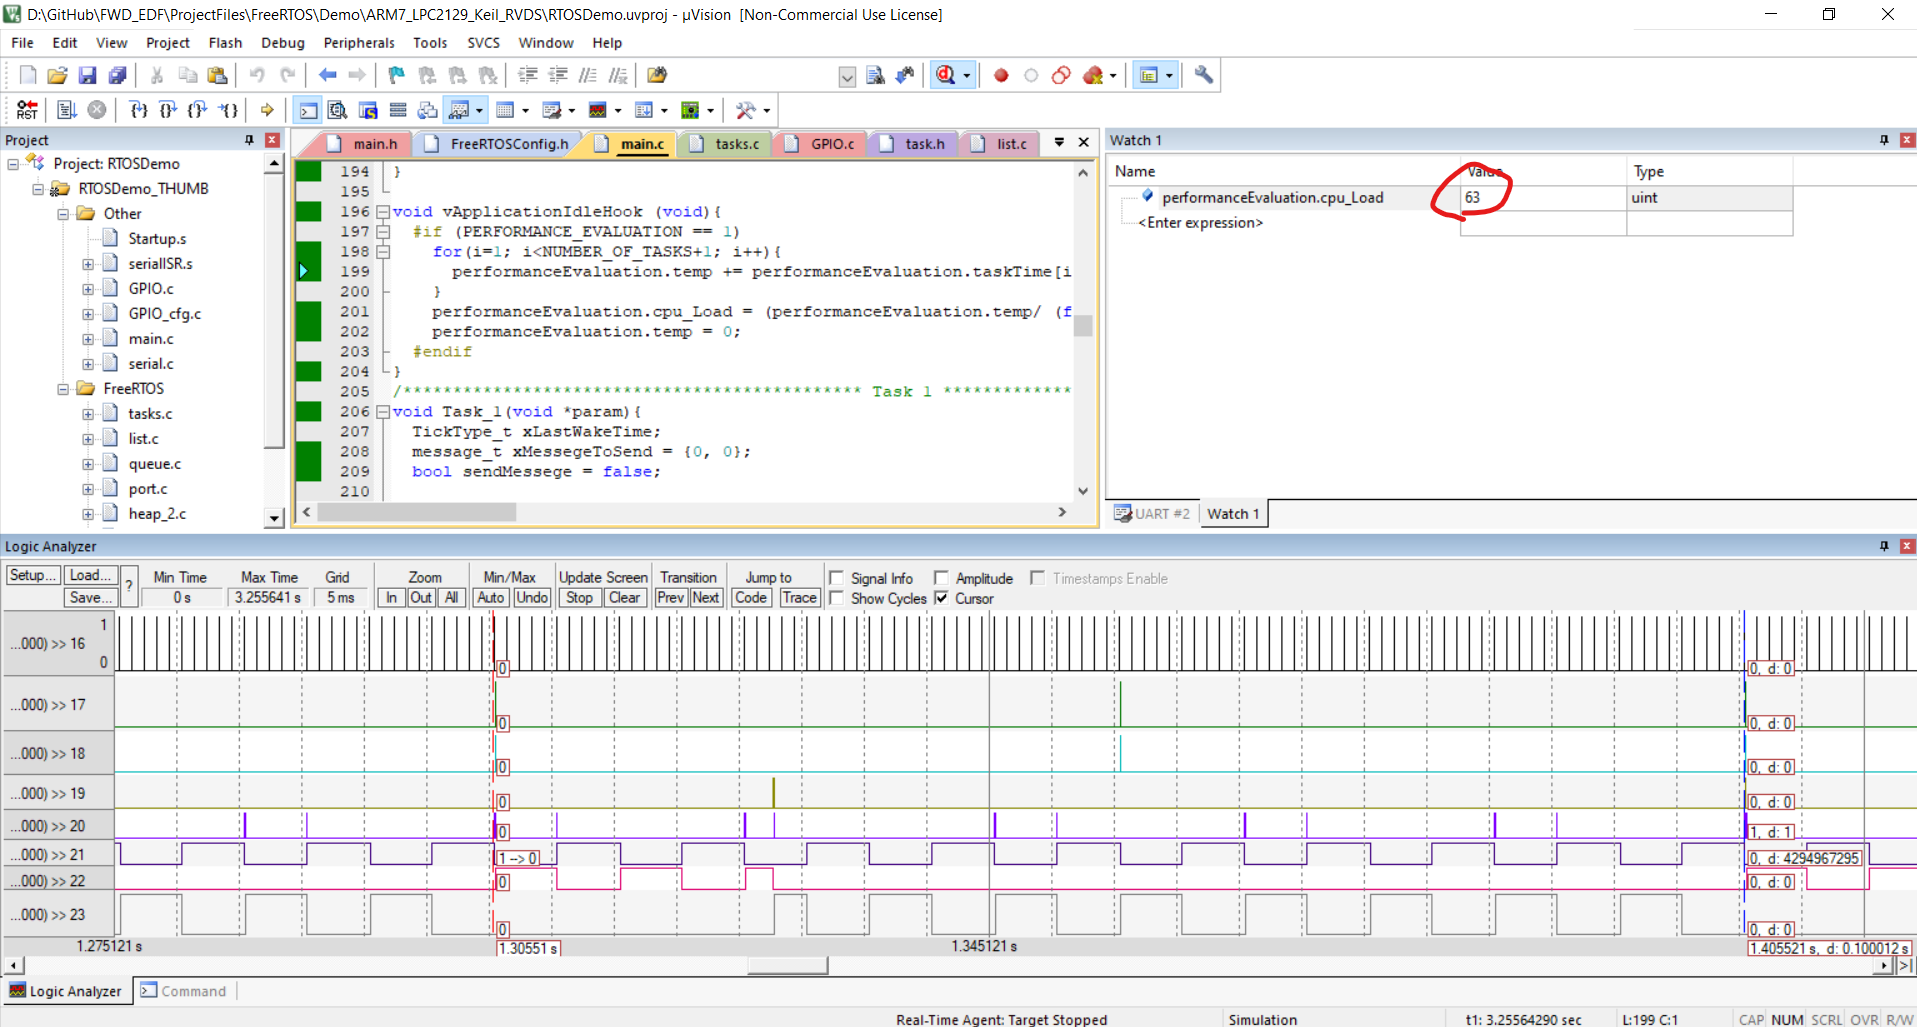 D:\GitHub\FWD_EDF\ProjectFiles\FreeRTOS\Demo\ARM7_LPC2129_Keil_RVDS\RTOSDemo.uvproj - µVision  [Non-Commercial Use License]
File Edit View Project Flash Debug Peripherals Tools SVCS Window Help
RST
Project
Project: RTOSDemo
RTOSDemo_THUMB
Other
Startup.s
serialISR.s
GPIO.c
GPIO_cfg.c
main.c
serial.c
FreeRTOS
tasks.c
list.c
queue.c
port.c
heap_2.c
main.h FreeRTOSConfig.h main.c tasks.c GPIO.c task.h list.c
194 }
195
196 void vApplicationIdleHook (void){
197 #if (PERFORMANCE_EVALUATION == 1)
198 for(i=1; i<NUMBER_OF_TASKS+1; i++){
199 performanceEvaluation.temp += performanceEvaluation.taskTime[i
200 }
201 performanceEvaluation.cpu_Load = (performanceEvaluation.temp/ (f
202 performanceEvaluation.temp = 0;
203 #endif
204 }
205 /********************************************** Task 1 *************
206 void Task_1(void *param){
207 TickType_t xLastWakeTime;
208 message_t xMessegeToSend = {0, 0};
209 bool sendMessege = false;
210
Watch 1
Name Value Type
performanceEvaluation.cpu_Load 63 uint
<Enter expression>
UART #2 Watch 1
Logic Analyzer
Setup... Load... Save... ?
Min Time Max Time Grid Zoom Min/Max Update Screen Transition Jump to
0 s 3.255641 s 5 ms In Out All Auto Undo Stop Clear Prev Next Code Trace
Signal Info Amplitude Timestamps Enable
Show Cycles Cursor
1
...000) >> 16
0
0 0, d: 0
...000) >> 17
0 0, d: 0
...000) >> 18
0 0, d: 0
...000) >> 19
0 0, d: 0
...000) >> 20
0 1, d: 1
...000) >> 21
1 --> 0 0, d: 4294967295
...000) >> 22
0 0, d: 0
...000) >> 23
0 0, d: 0
1.275121 s 1.30551 s 1.345121 s 1.405521 s, d: 0.100012 s
Logic Analyzer Command
Real-Time Agent: Target Stopped Simulation t1: 3.25564290 sec L:199 C:1 CAP NUM SCRL OVR R/W